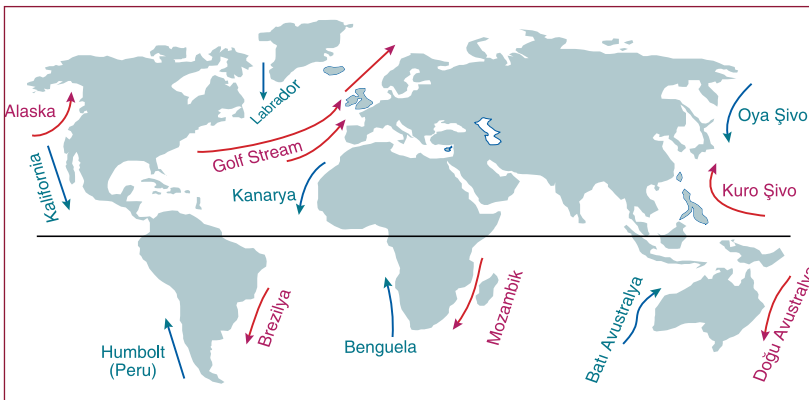 Labrador
Alaska
Oya Şivo
Golf Stream
Kalifornia
Kanarya
Kuro Şivo
Brezilya
Mozambik
Batı Avustralya
Doğu Avustralya
Humbolt
(Peru)
Benguela